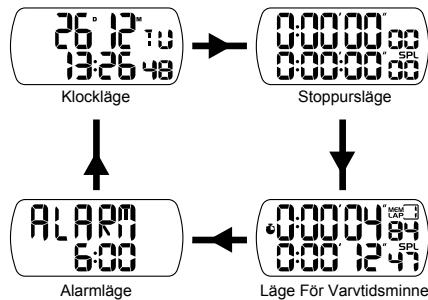 26 D 12 M TU
13:26 48
Klockläge
0:00'00" 00
0:00'00" SPL 00
Stoppursläge
ALARM
6:00
Alarmläge
0:00'04" MEM LAP 1 84
0:00'12" SPL 47
Läge För Varvtidsminne